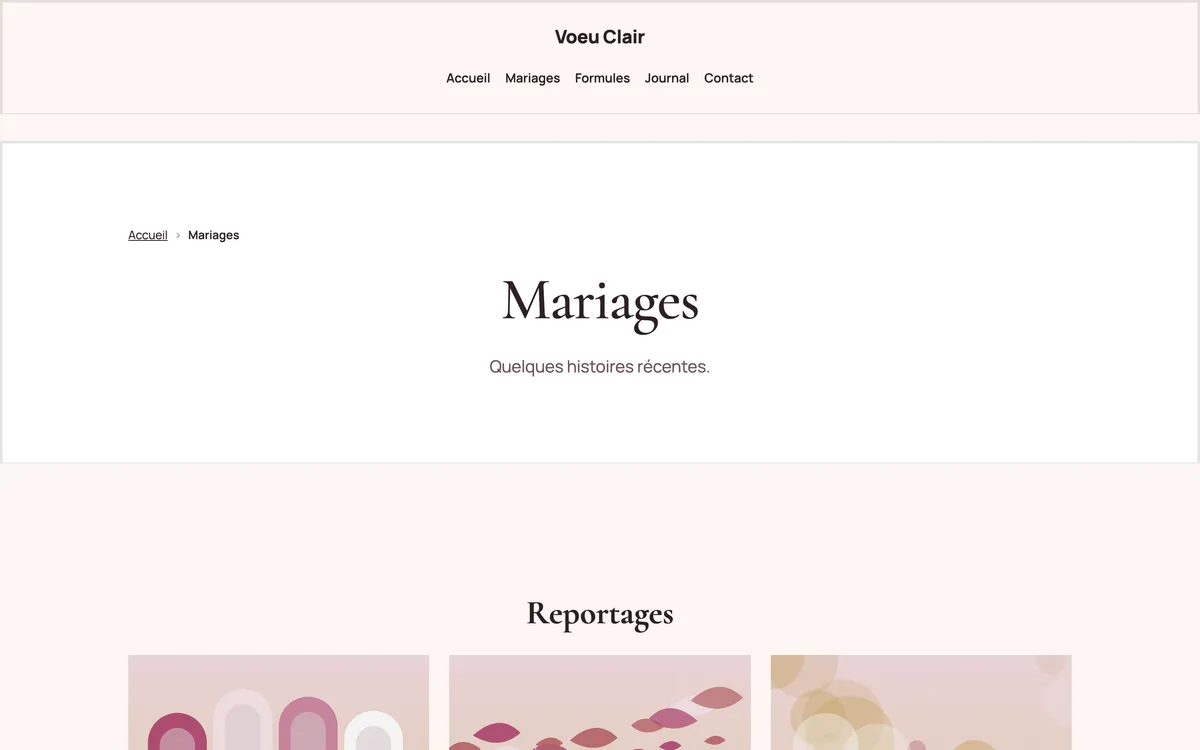 Voeu Clair
Accueil Mariages Formules Journal Contact
Accueil › Mariages
Mariages
Quelques histoires récentes.
Reportages